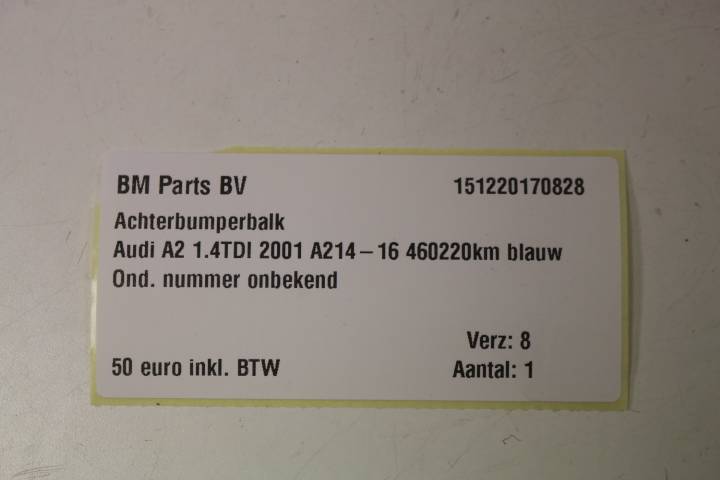 BM Parts BV 151220170828
Achterbumperbalk
Audi A2 1.4TDI 2001 A214-16 460220km blauw
Ond. nummer onbekend
Verz: 8
50 euro inkl. BTW Aantal: 1